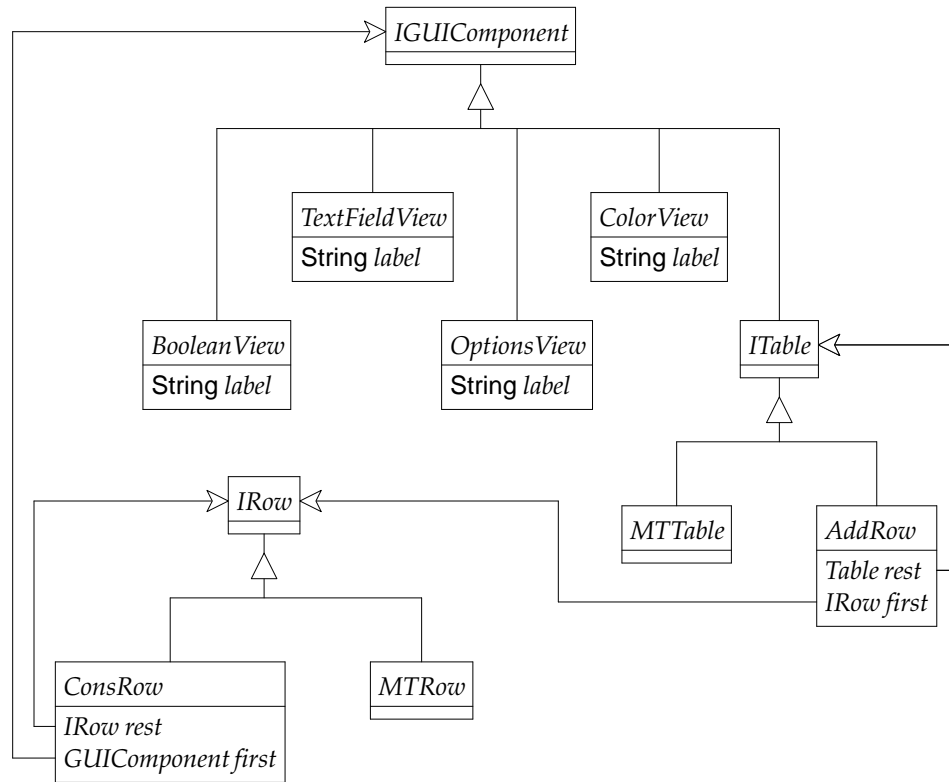 IGUIComponent
TextFieldView
String label
ColorView
String label
BooleanView
String label
OptionsView
String label
ITable
IRow
MTTable
AddRow
Table rest
IRow first
ConsRow
IRow rest
GUIComponent first
MTRow